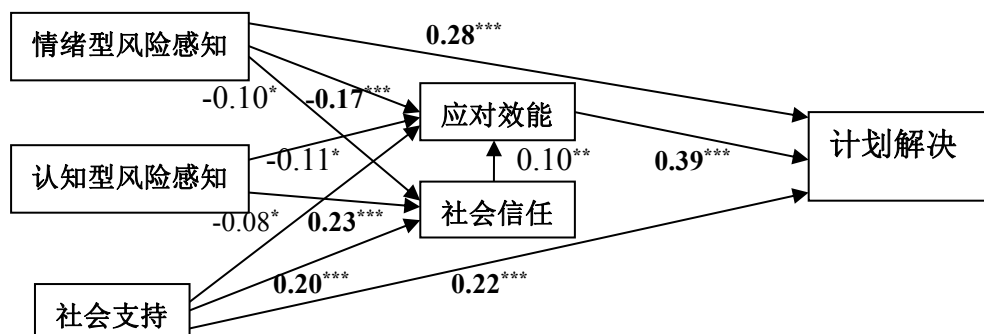 情绪型风险感知
0.28***
-0.10*
-0.17***
应对效能
计划解决
-0.11*
0.10**
0.39***
认知型风险感知
社会信任
-0.08*
0.23***
0.20***
0.22***
社会支持